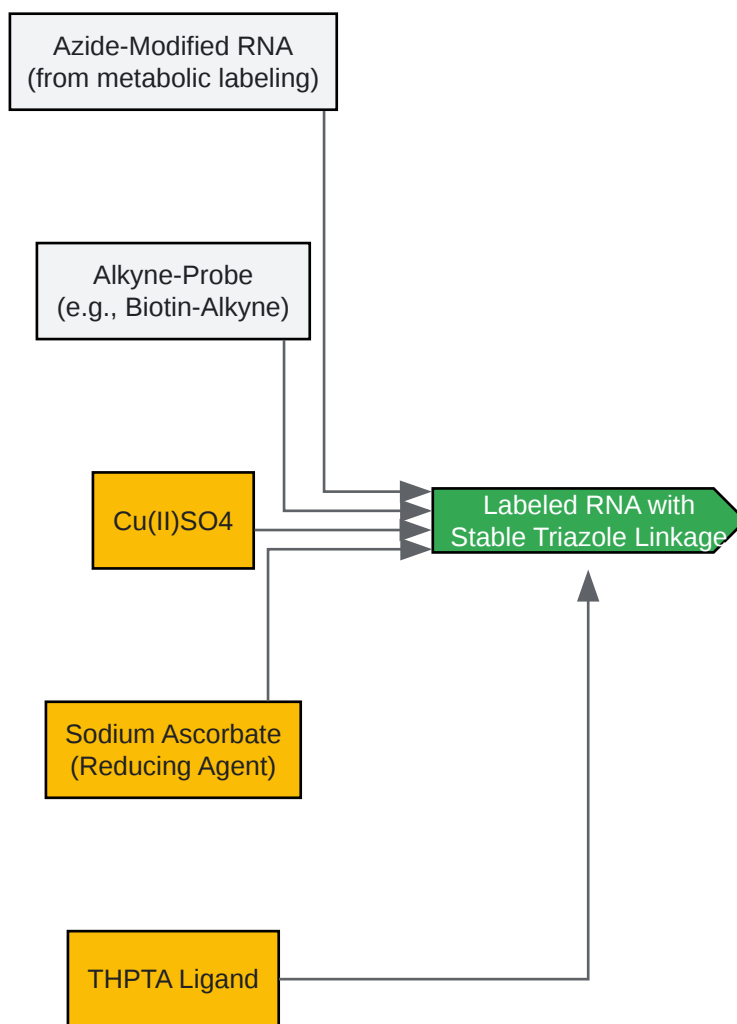 Azide-Modified RNA
(from metabolic labeling)
Alkyne-Probe
(e.g., Biotin-Alkyne)
Cu(II)SO4
Labeled RNA with
Stable Triazole Linkage
Sodium Ascorbate
(Reducing Agent)
THPTA Ligand